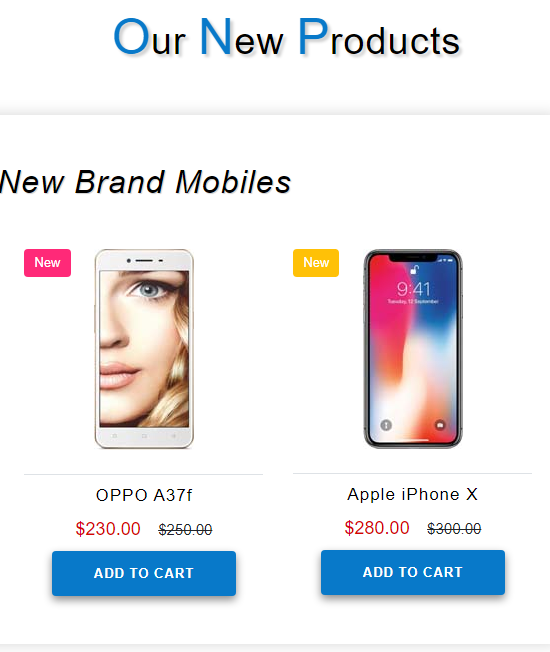 Our New Products
New Brand Mobiles
New
New
9:41
Tuesday, 12 September
OPPO A37f
Apple iPhone X
$230.00 $250.00
$280.00 $300.00
ADD TO CART
ADD TO CART